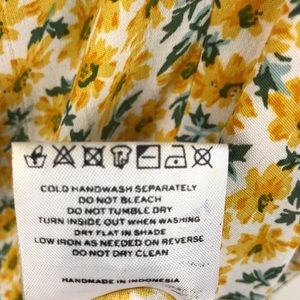 COLD HANDWASH SEPARATELY
DO NOT BLEACH
DO NOT TUMBLE DRY
TURN INSIDE OUT WHEN WASHING
DRY FLAT IN SHADE
LOW IRON AS NEEDED ON REVERSE
DO NOT DRY CLEAN
HANDMADE IN INDONESIA